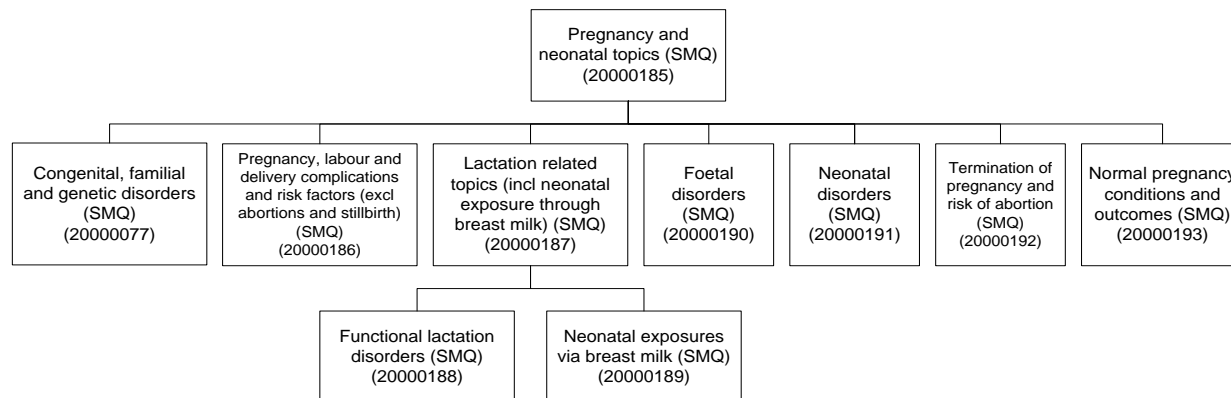 Pregnancy and
neonatal topics (SMQ)
(20000185)
Congenital, familial
and genetic disorders
(SMQ)
(20000077)
Pregnancy, labour and
delivery complications
and risk factors (excl
abortions and stillbirth)
(SMQ)
(20000186)
Lactation related
topics (incl neonatal
exposure through
breast milk) (SMQ)
(20000187)
Foetal
disorders (SMQ)
(20000190)
Neonatal
disorders (SMQ)
(20000191)
Termination of
pregnancy and
risk of abortion
(SMQ)
(20000192)
Normal pregnancy
conditions and
outcomes (SMQ)
(20000193)
Functional lactation
disorders (SMQ)
(20000188)
Neonatal exposures
via breast milk (SMQ)
(20000189)